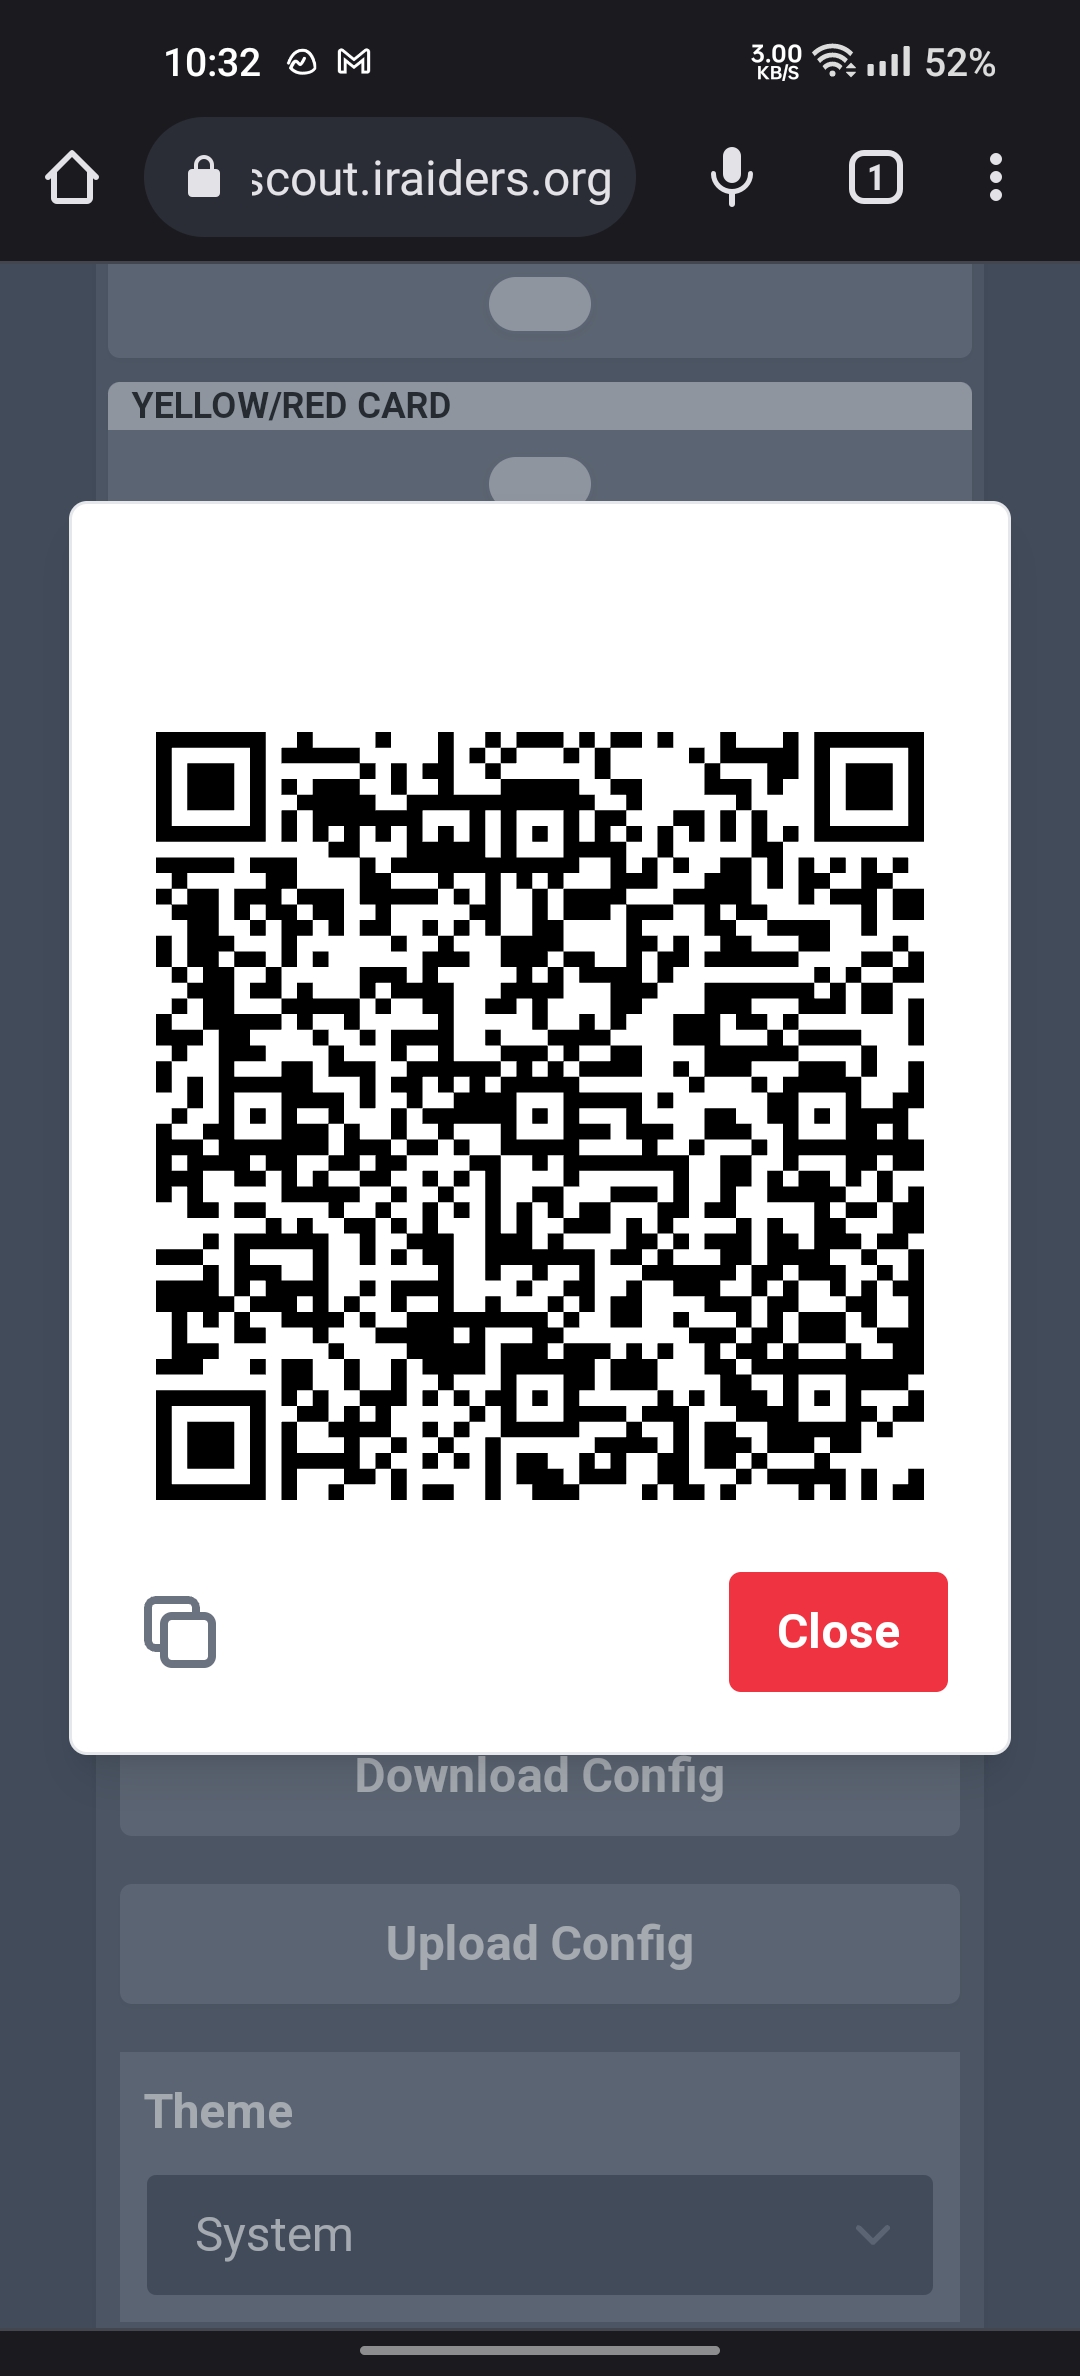 10:32
3.00
KB/S
52%
scout.iraiders.org
1
YELLOW/RED CARD
Close
Download Config
Upload Config
Theme
System